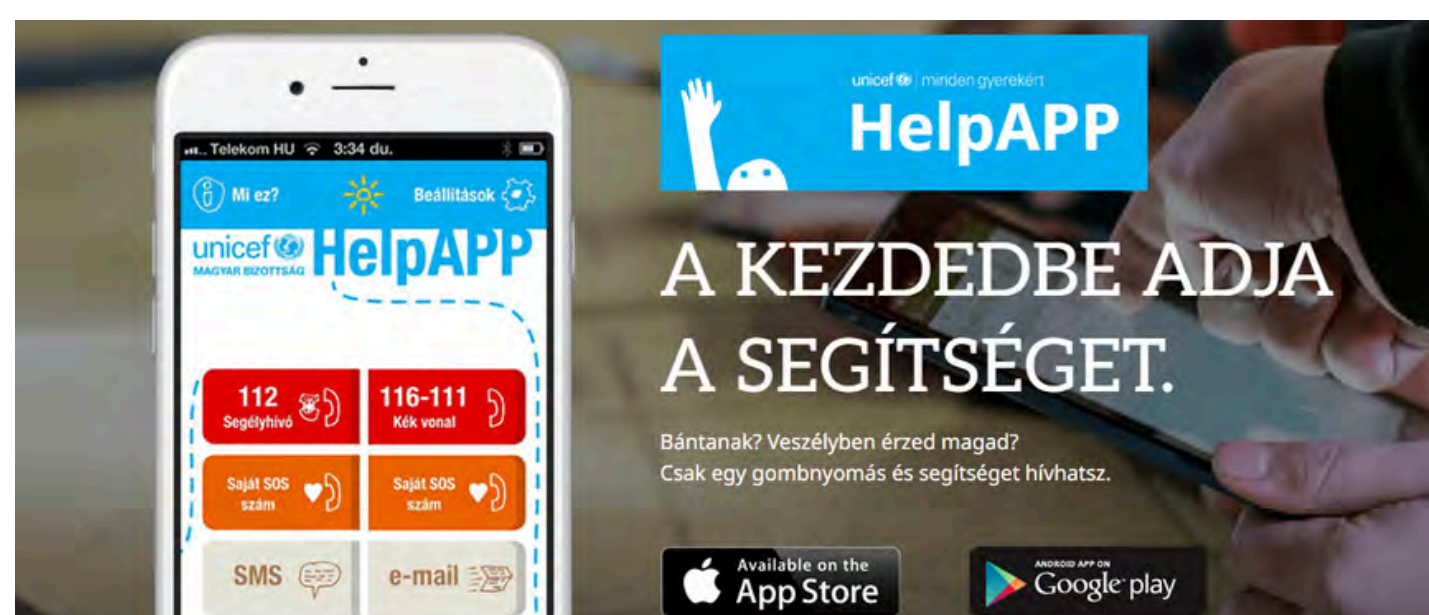 Telekom HU 3:34 du.
Mi ez? Beállítások
unicef HelpAPP
MAGYAR BIZOTTSÁG
112
Segélyhívó
116-111
Kék vonal
Saját SOS
szám
Saját SOS
szám
SMS
e-mail
unicef minden gyerekért
HelpAPP
A KEZDEDBE ADJA
A SEGÍTSÉGET.
Bántanak? Veszélyben érzed magad?
Csak egy gombnyomás és segítséget hívhatsz.
Available on the
App Store
ANDROID APP ON
Google play